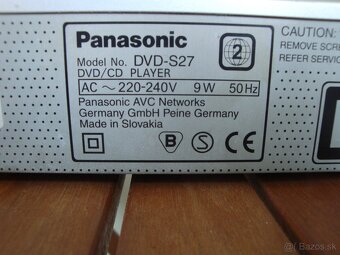 Panasonic
Model No. DVD-S27
DVD/CD PLAYER
AC ~ 220-240V 9W 50Hz
Panasonic AVC Networks
Germany GmbH Peine Germany
Made in Slovakia
2
B S CE
CAUTION:
REMOVE SCRE
REFER SERVIC
© Bazos.sk